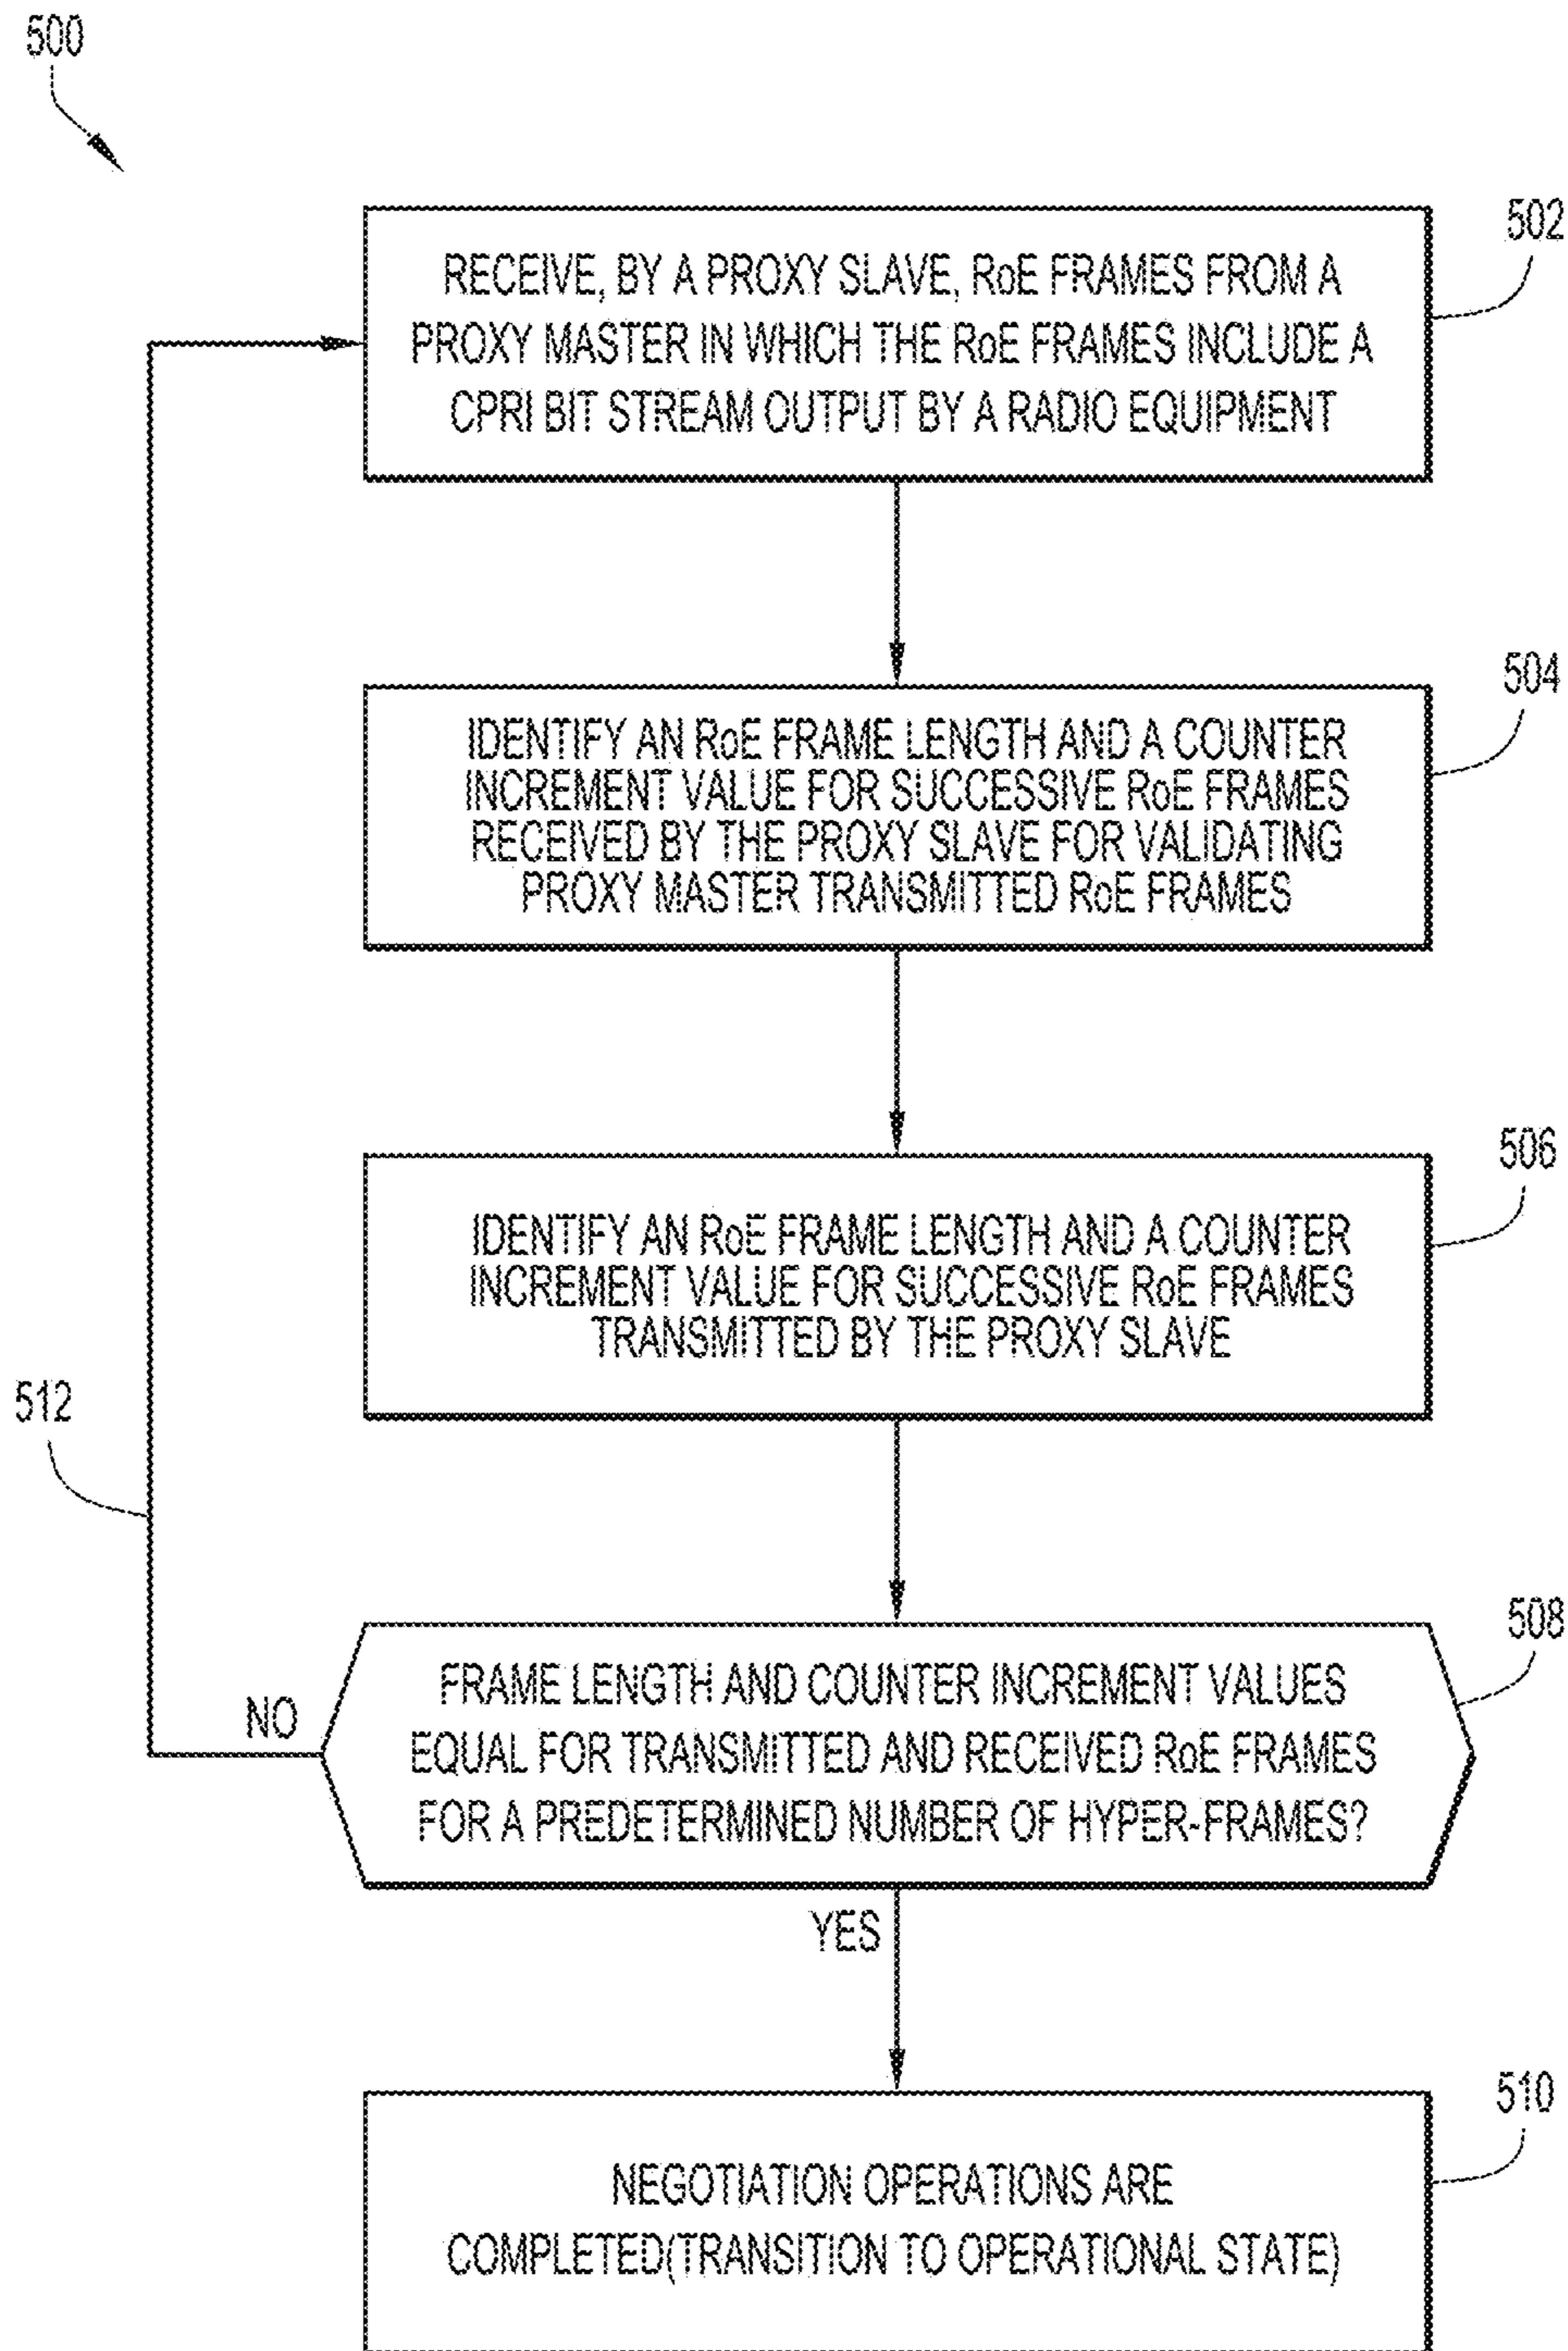 500
502
RECEIVE, BY A PROXY SLAVE, RoE FRAMES FROM A
PROXY MASTER IN WHICH THE RoE FRAMES INCLUDE A
CPRI BIT STREAM OUTPUT BY A RADIO EQUIPMENT
504
IDENTIFY AN RoE FRAME LENGTH AND A COUNTER
INCREMENT VALUE FOR SUCCESSIVE RoE FRAMES
RECEIVED BY THE PROXY SLAVE FOR VALIDATING
PROXY MASTER TRANSMITTED RoE FRAMES
506
IDENTIFY AN RoE FRAME LENGTH AND A COUNTER
INCREMENT VALUE FOR SUCCESSIVE RoE FRAMES
TRANSMITTED BY THE PROXY SLAVE
512
508
FRAME LENGTH AND COUNTER INCREMENT VALUES
EQUAL FOR TRANSMITTED AND RECEIVED RoE FRAMES
FOR A PREDETERMINED NUMBER OF HYPER-FRAMES?
NO
YES
510
NEGOTIATION OPERATIONS ARE
COMPLETED(TRANSITION TO OPERATIONAL STATE)